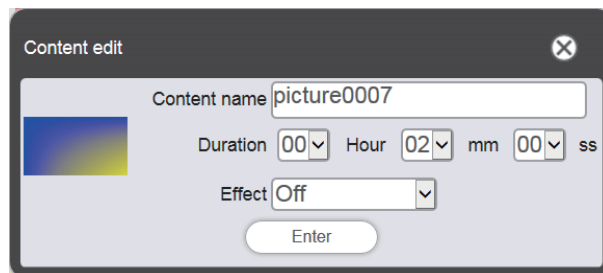 Content edit
Content name picture0007
Duration 00 Hour 02 mm 00 ss
Effect Off
Enter